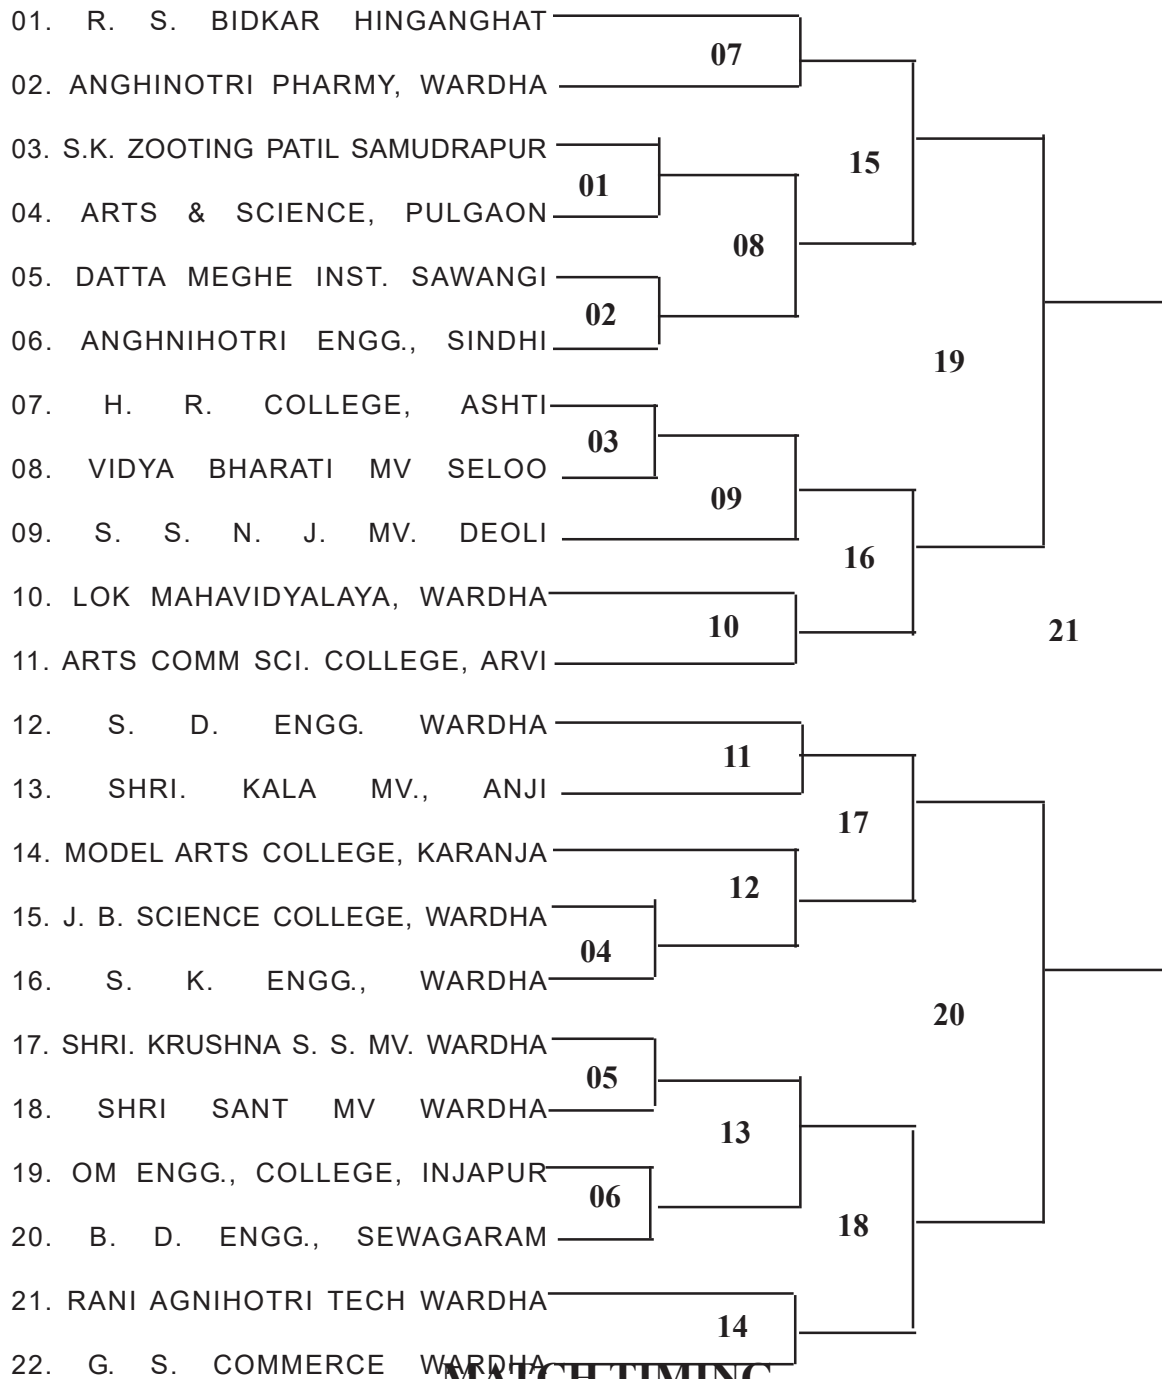 01. R. S. BIDKAR HINGANGHAT
07
02. ANGHINOTRI PHARMY, WARDHA
03. S.K. ZOOTING PATIL SAMUDRAPUR
15
01
04. ARTS & SCIENCE, PULGAON
08
05. DATTA MEGHE INST. SAWANGI
02
06. ANGHNIHOTRI ENGG., SINDHI
19
07. H. R. COLLEGE, ASHTI
03
08. VIDYA BHARATI MV SELOO
09
09. S. S. N. J. MV. DEOLI
16
10. LOK MAHAVIDYALAYA, WARDHA
10
21
11. ARTS COMM SCI. COLLEGE, ARVI
12. S. D. ENGG. WARDHA
11
13. SHRI. KALA MV., ANJI
17
14. MODEL ARTS COLLEGE, KARANJA
12
15. J. B. SCIENCE COLLEGE, WARDHA
04
16. S. K. ENGG., WARDHA
20
17. SHRI. KRUSHNA S. S. MV. WARDHA
05
18. SHRI SANT MV WARDHA
13
19. OM ENGG., COLLEGE, INJAPUR
06
18
20. B. D. ENGG., SEWAGARAM
21. RANI AGNIHOTRI TECH WARDHA
14
22. G. S. COMMERCE WARDHA
MATCH TIMING